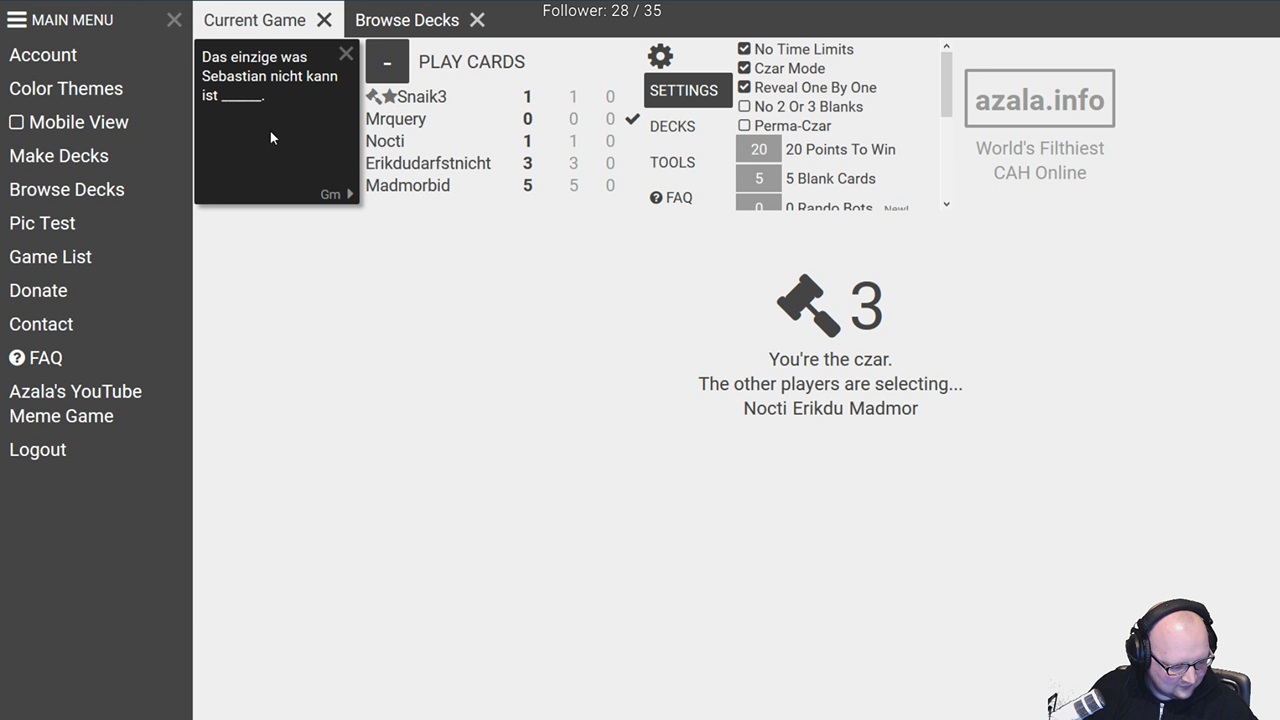 Follower: 28 / 35
MAIN MENU
Account
Color Themes
Mobile View
Make Decks
Browse Decks
Pic Test
Game List
Donate
Contact
FAQ
Azala's YouTube
Meme Game
Logout
Current Game
Browse Decks
Das einzige was
Sebastian nicht kann
ist ______.
Gm
- PLAY CARDS
Snaik3 1 1 0
Mrquery 0 0 0
Nocti 1 1 0
Erikdudarfstnicht 3 3 0
Madmorbid 5 5 0
SETTINGS
DECKS
TOOLS
FAQ
No Time Limits
Czar Mode
Reveal One By One
No 2 Or 3 Blanks
Perma-Czar
20 20 Points To Win
5 5 Blank Cards
0 0 Rando Bots New!
azala.info
World's Filthiest
CAH Online
3
You're the czar.
The other players are selecting...
Nocti Erikdu Madmor